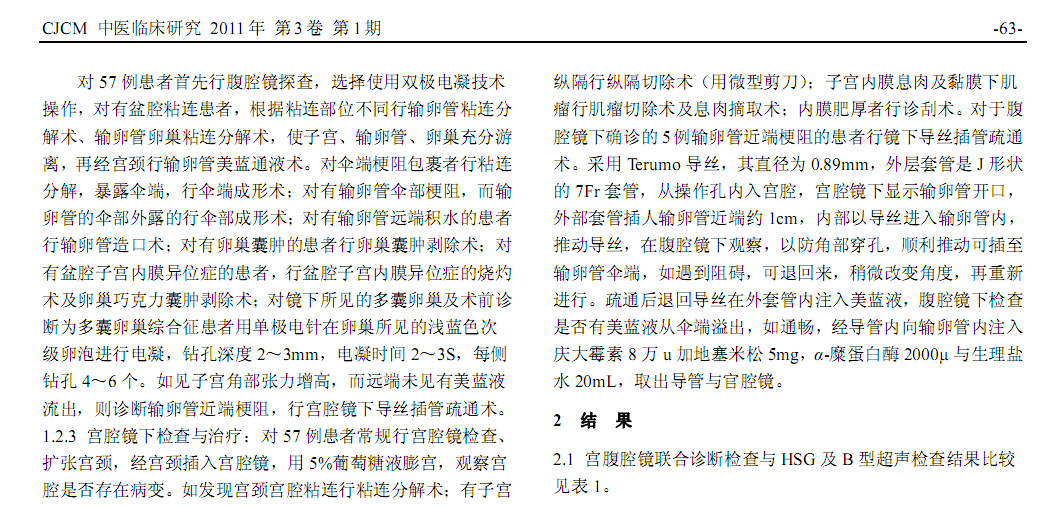 CJCM 中医临床研究 2011年 第3卷 第1期 -63-
对57例患者首先行腹腔镜探查，选择使用双极电凝技术
操作，对有盆腔粘连患者，根据粘连部位不同行输卵管粘连分
解术、输卵管卵巢粘连分解术，使子宫、输卵管、卵巢充分游
离，再经宫颈行输卵管美蓝通液术。对伞端梗阻包裹者行粘连
分解，暴露伞端，行伞端成形术；对有输卵管伞部梗阻，而输
卵管的伞部外露的行伞部成形术；对有输卵管远端积水的患者
行输卵管造口术；对有卵巢囊肿的患者行卵巢囊肿剥除术；对
有盆腔子宫内膜异位症的患者，行盆腔子宫内膜异位症的烧灼
术及卵巢巧克力囊肿剥除术；对镜下所见的多囊卵巢及术前诊
断为多囊卵巢综合征患者用单极电针在卵巢所见的浅蓝色次
级卵泡进行电凝，钻孔深度2～3mm，电凝时间2～3S，每侧
钻孔4～6个。如见子宫角部张力增高，而远端未见有美蓝液
流出，则诊断输卵管近端梗阻，行宫腔镜下导丝插管疏通术。
1.2.3 宫腔镜下检查与治疗：对57例患者常规行宫腔镜检查、
扩张宫颈，经宫颈插入宫腔镜，用5%葡萄糖液膨宫，观察宫
腔是否存在病变。如发现宫颈宫腔粘连行粘连分解术；有子宫
纵隔行纵隔切除术（用微型剪刀）；子宫内膜息肉及黏膜下肌
瘤行肌瘤切除术及息肉摘取术；内膜肥厚者行诊刮术。对于腹
腔镜下确诊的5例输卵管近端梗阻的患者行镜下导丝插管疏通
术。采用Terumo导丝，其直径为0.89mm，外层套管是J形状
的7Fr套管，从操作孔内入宫腔，宫腔镜下显示输卵管开口，
外部套管插人输卵管近端约1cm，内部以导丝进入输卵管内，
推动导丝，在腹腔镜下观察，以防角部穿孔，顺利推动可插至
输卵管伞端，如遇到阻碍，可退回来，稍微改变角度，再重新
进行。疏通后退回导丝在外套管内注入美蓝液，腹腔镜下检查
是否有美蓝液从伞端溢出，如通畅，经导管内向输卵管内注入
庆大霉素8万u加地塞米松5mg，α-糜蛋白酶2000μ与生理盐
水20mL，取出导管与宫腔镜。
2 结 果
2.1 宫腹腔镜联合诊断检查与HSG及B型超声检查结果比较
见表1。